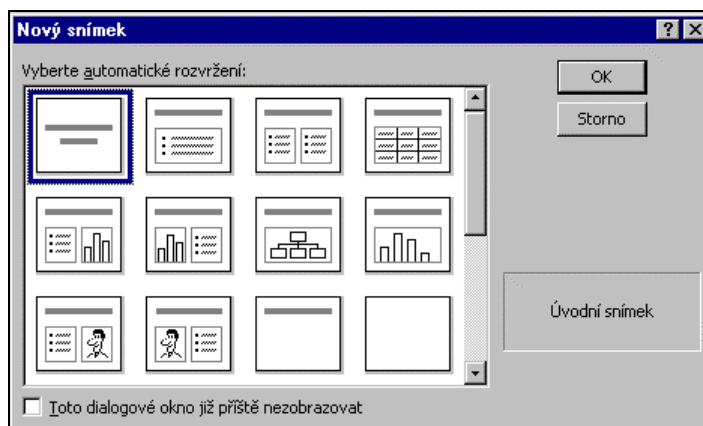 Nový snímek
Vyberte automatické rozvržení:
OK
Storno
Úvodní snímek
Toto dialogové okno již příště nezobrazovat